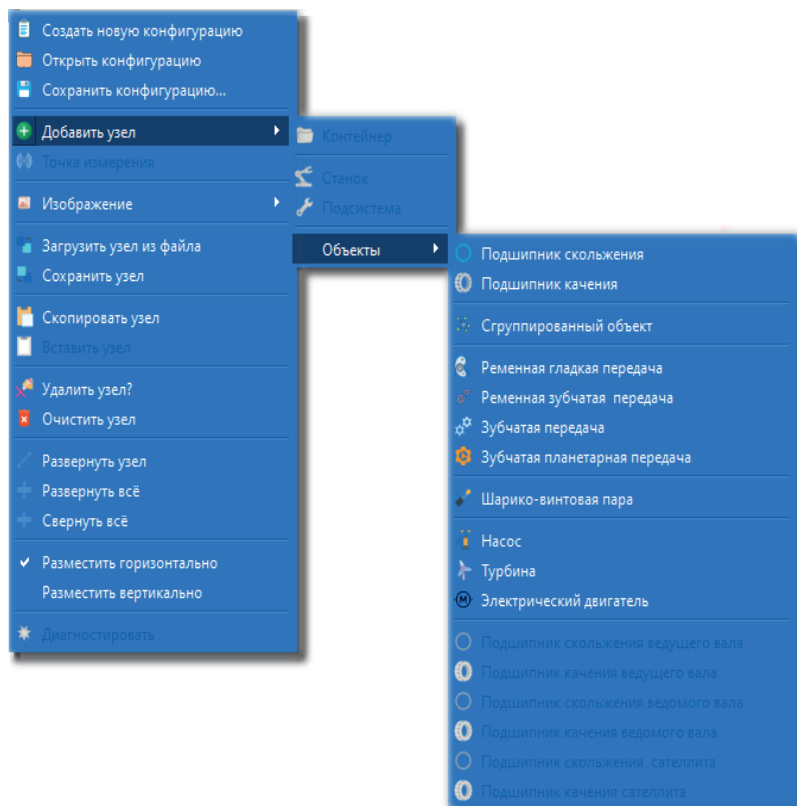 Создать новую конфигурацию
Открыть конфигурацию
Сохранить конфигурацию...
Добавить узел
Точка измерения
Изображение
Загрузить узел из файла
Сохранить узел
Скопировать узел
Вставить узел
Удалить узел?
Очистить узел
Развернуть узел
Развернуть всё
Свернуть всё
Разместить горизонтально
Разместить вертикально
Диагностировать
Контейнер
Станок
Подсистема
Объекты
Подшипник скольжения
Подшипник качения
Сгруппированный объект
Ременная гладкая передача
Ременная зубчатая передача
Зубчатая передача
Зубчатая планетарная передача
Шарико-винтовая пара
Насос
Турбина
M Электрический двигатель
Подшипник скольжения ведущего вала
Подшипник качения ведущего вала
Подшипник скольжения ведомого вала
Подшипник качения ведомого вала
Подшипник скольжения сателлита
Подшипник качения сателлита